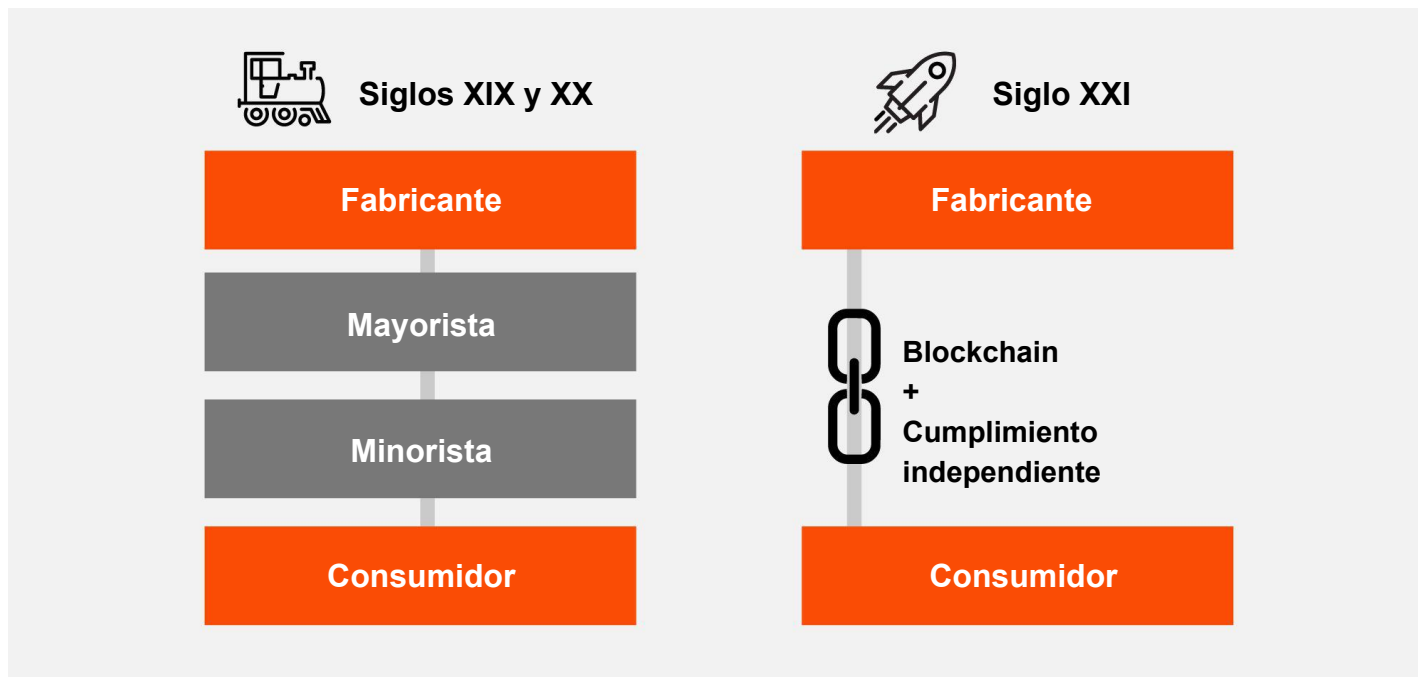 Siglos XIX y XX
Fabricante
Mayorista
Minorista
Consumidor
Siglo XXI
Fabricante
Blockchain
+
Cumplimiento
independiente
Consumidor